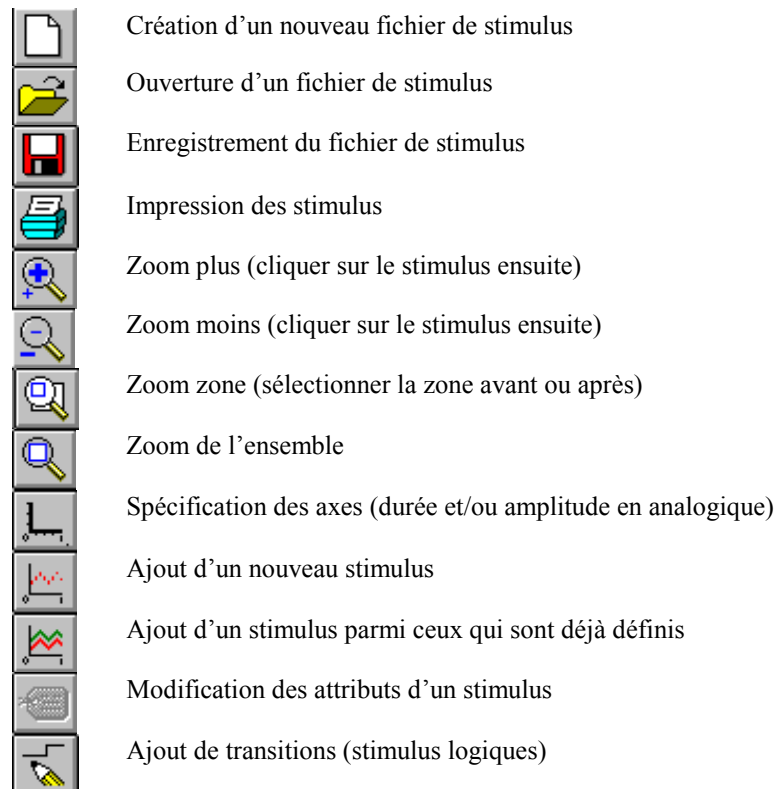 Création d’un nouveau fichier de stimulus
Ouverture d’un fichier de stimulus
Enregistrement du fichier de stimulus
Impression des stimulus
Zoom plus (cliquer sur le stimulus ensuite)
Zoom moins (cliquer sur le stimulus ensuite)
Zoom zone (sélectionner la zone avant ou après)
Zoom de l’ensemble
Spécification des axes (durée et/ou amplitude en analogique)
Ajout d’un nouveau stimulus
Ajout d’un stimulus parmi ceux qui sont déjà définis
Modification des attributs d’un stimulus
Ajout de transitions (stimulus logiques)